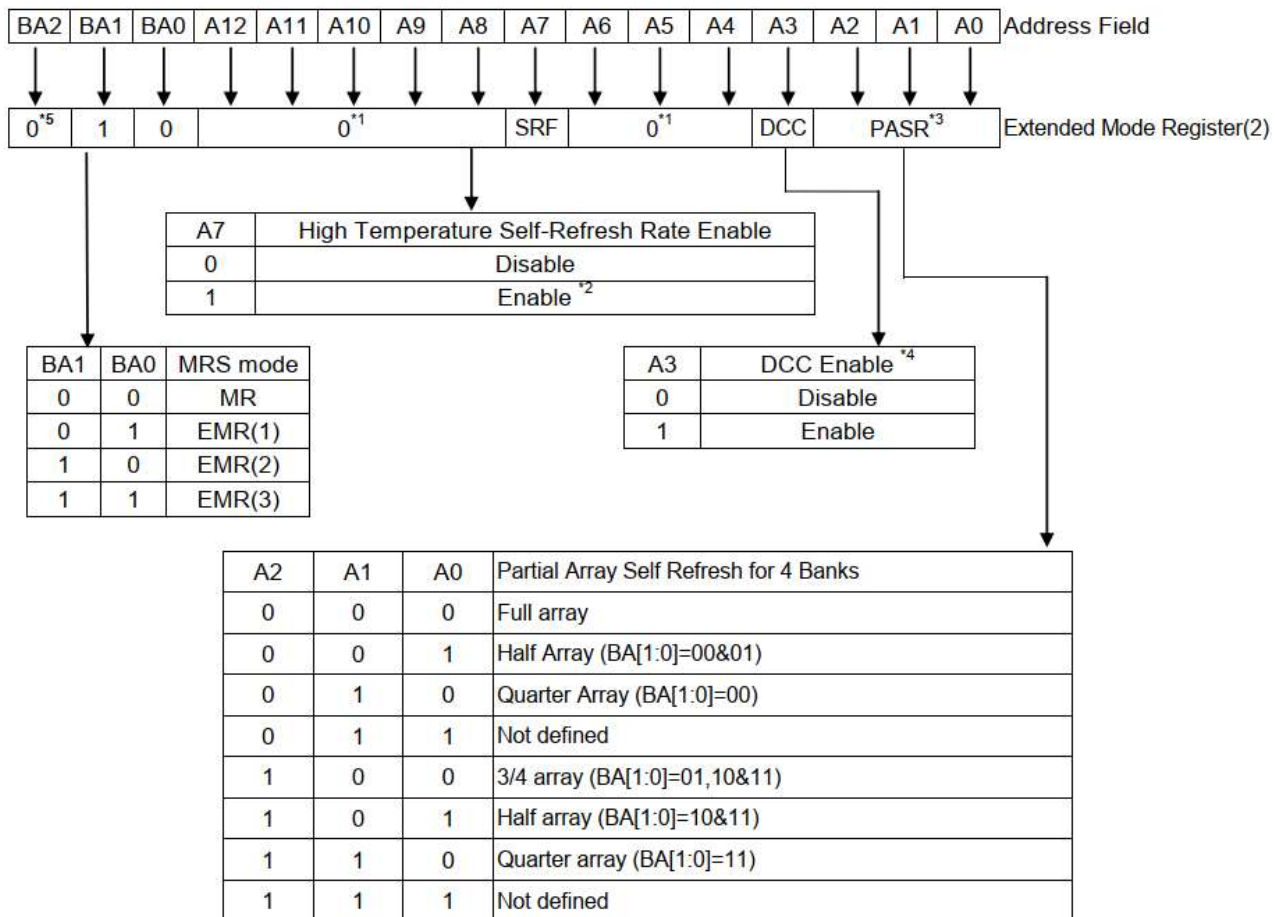 BA2 BA1 BA0 A12 A11 A10 A9 A8 A7 A6 A5 A4 A3 A2 A1 A0 Address Field
0*5 1 0 0*1 SRF 0*1 DCC PASR*3 Extended Mode Register(2)
A7 High Temperature Self-Refresh Rate Enable
0 Disable
1 Enable *2
BA1 BA0 MRS mode
0 0 MR
0 1 EMR(1)
1 0 EMR(2)
1 1 EMR(3)
A3 DCC Enable *4
0 Disable
1 Enable
A2 A1 A0 Partial Array Self Refresh for 4 Banks
0 0 0 Full array
0 0 1 Half Array (BA[1:0]=00&01)
0 1 0 Quarter Array (BA[1:0]=00)
0 1 1 Not defined
1 0 0 3/4 array (BA[1:0]=01,10&11)
1 0 1 Half array (BA[1:0]=10&11)
1 1 0 Quarter array (BA[1:0]=11)
1 1 1 Not defined